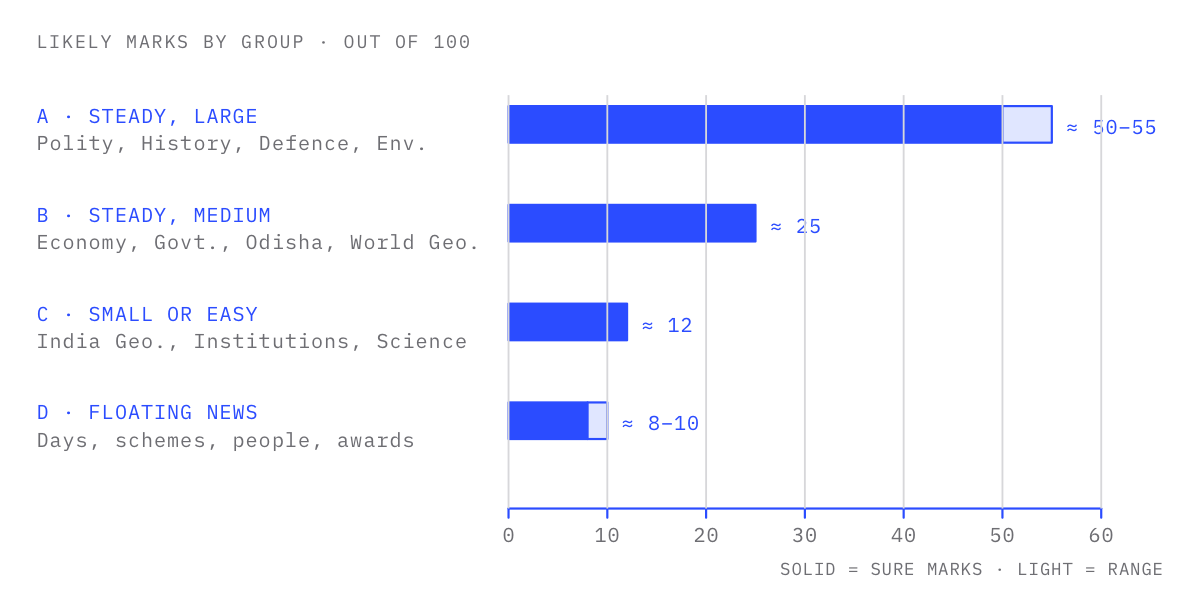 LIKELY MARKS BY GROUP · OUT OF 100
A · STEADY, LARGE
Polity, History, Defence, Env.
≈ 50–55
B · STEADY, MEDIUM
Economy, Govt., Odisha, World Geo.
≈ 25
C · SMALL OR EASY
India Geo., Institutions, Science
≈ 12
D · FLOATING NEWS
Days, schemes, people, awards
≈ 8–10
0 10 20 30 40 50 60
SOLID = SURE MARKS · LIGHT = RANGE